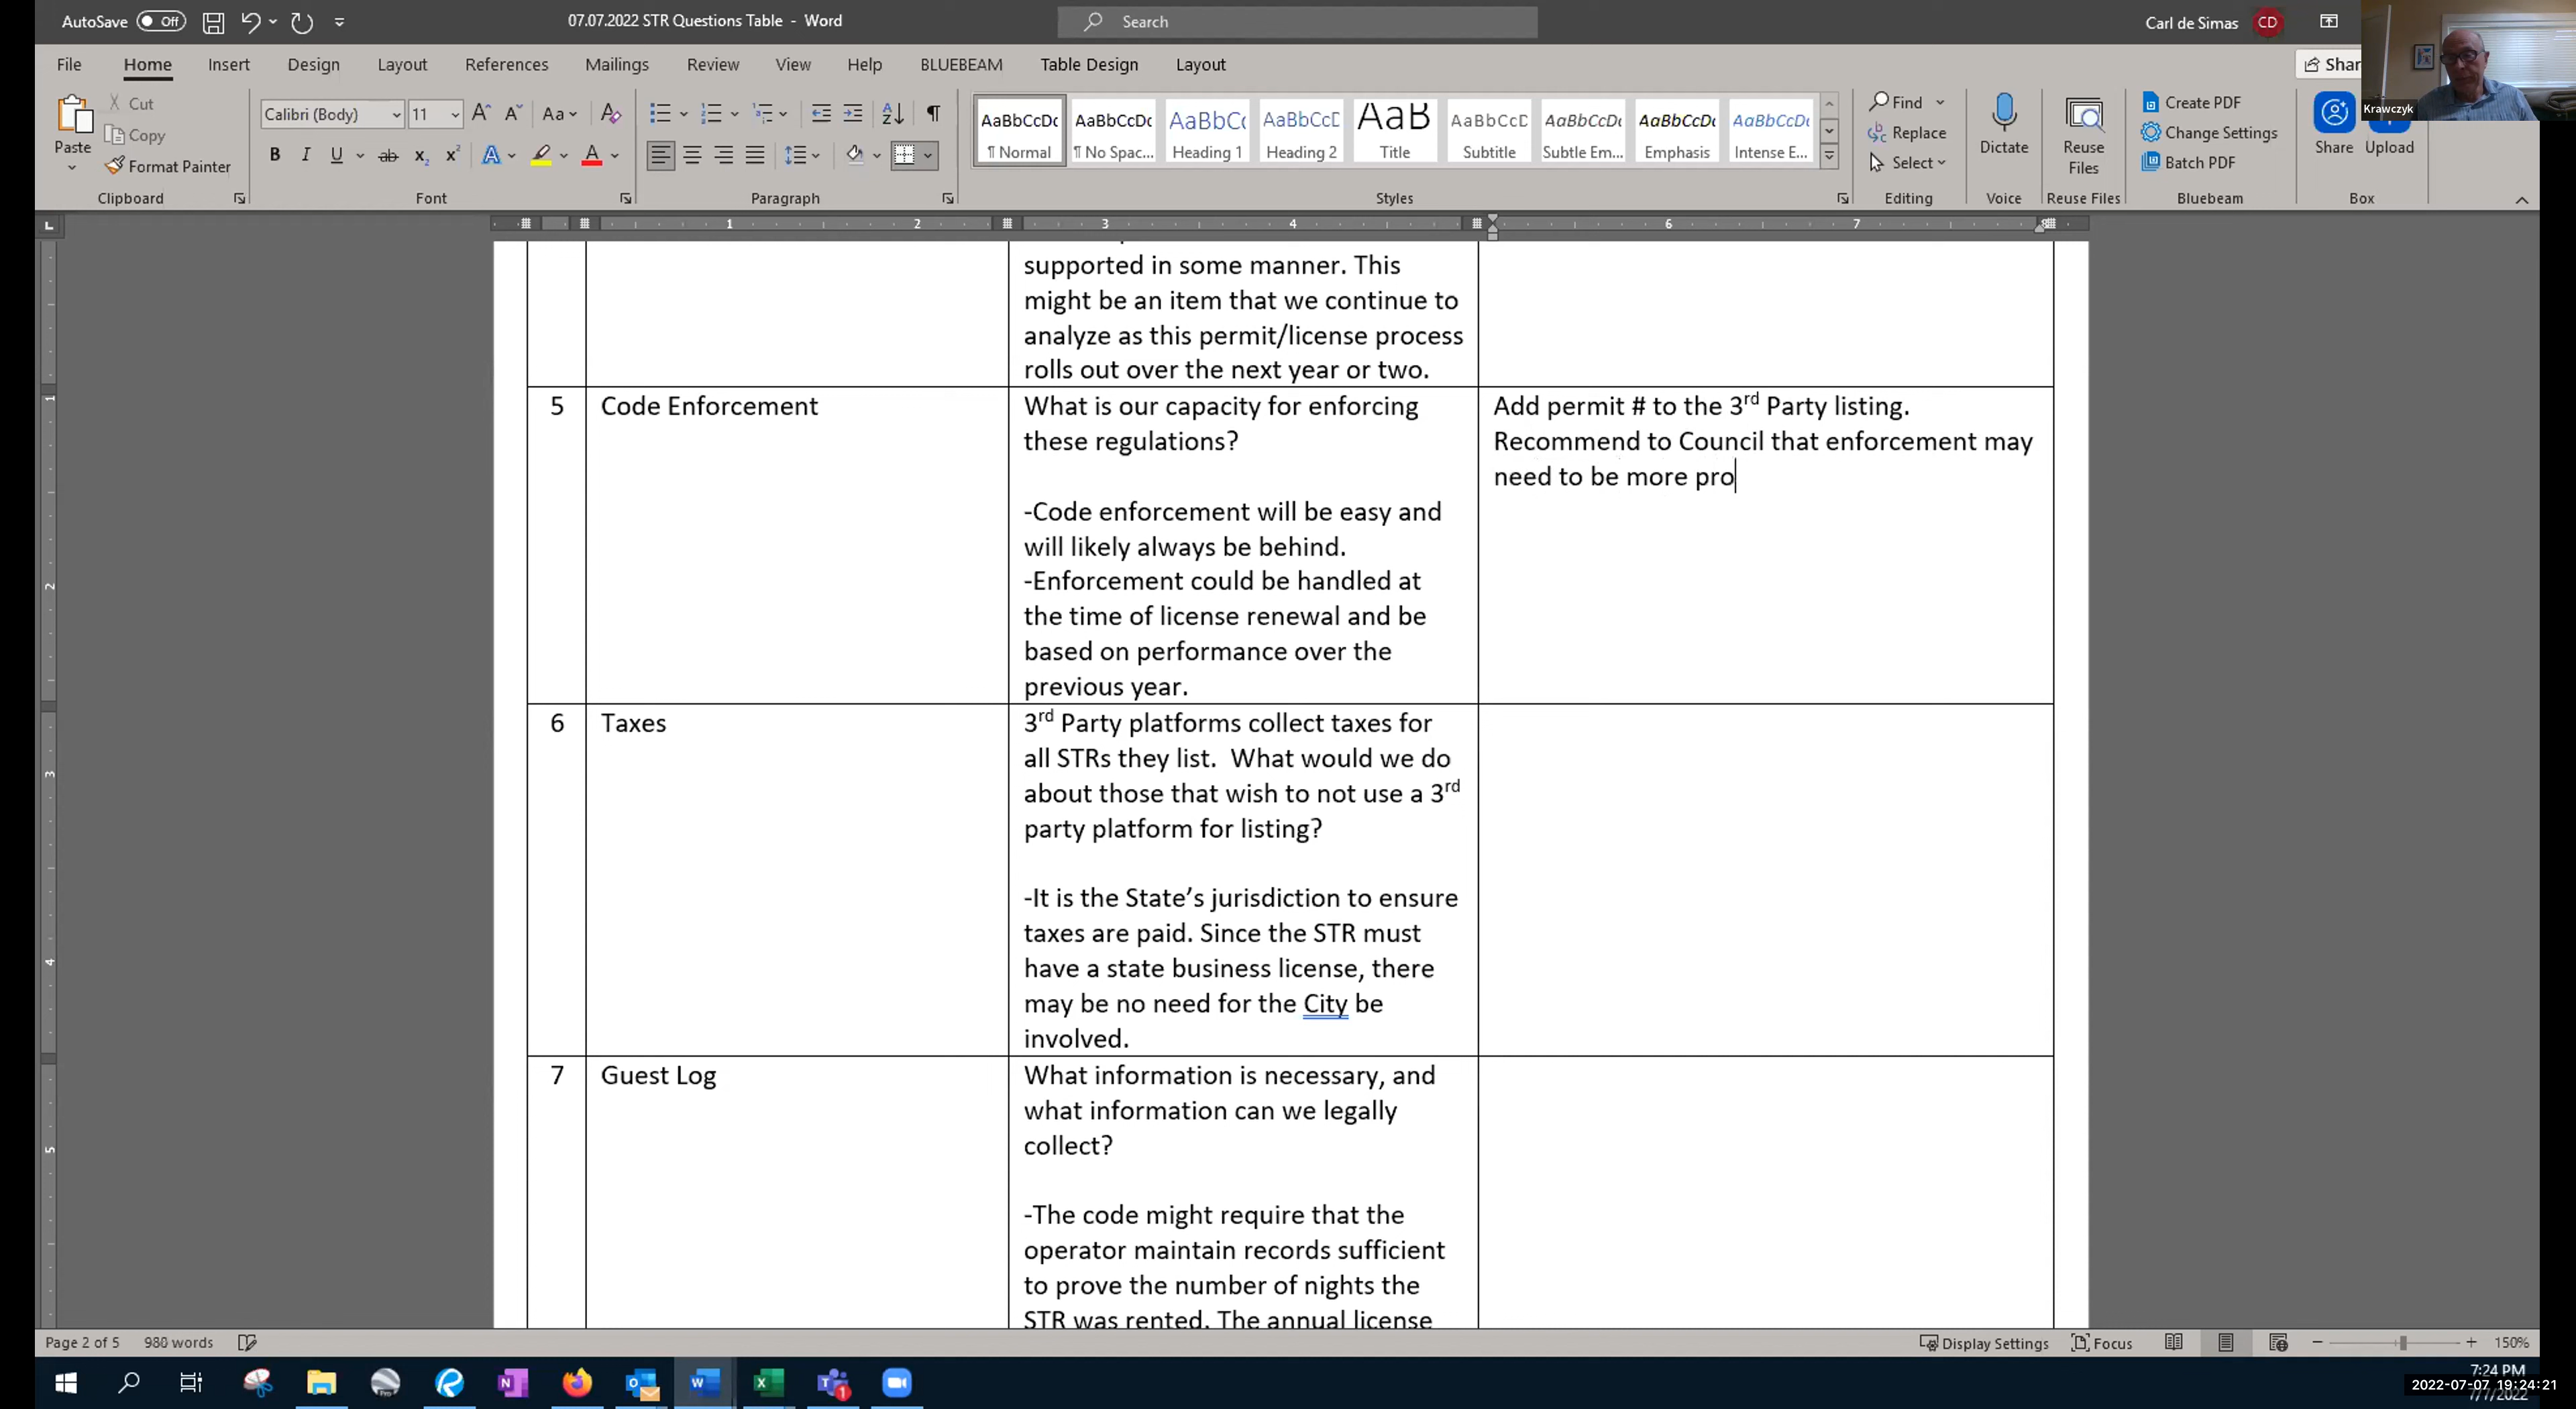 AutoSave Off
07.07.2022 STR Questions Table - Word
Search
Carl de Simas CD
File Home Insert Design Layout References Mailings Review View Help BLUEBEAM Table Design Layout
Krawczyk
Paste
Cut
Copy
Format Painter
Clipboard
Calibri (Body) 11
Font
Paragraph
AaBbCcDc ¶ Normal
AaBbCcDc ¶ No Spac...
AaBbCc Heading 1
AaBbCcD Heading 2
AaB Title
AaBbCcD Subtitle
AaBbCcDc Subtle Em...
AaBbCcDc Emphasis
AaBbCcDc Intense E...
Styles
Find
Replace
Select
Editing
Dictate
Voice
Reuse Files
Reuse Files
Create PDF
Change Settings
Batch PDF
Bluebeam
Share Upload
Box
1 2 3 4 6 7
supported in some manner. This
might be an item that we continue to
analyze as this permit/license process
rolls out over the next year or two.
5 Code Enforcement
What is our capacity for enforcing
these regulations?
-Code enforcement will be easy and
will likely always be behind.
-Enforcement could be handled at
the time of license renewal and be
based on performance over the
previous year.
Add permit # to the 3rd Party listing.
Recommend to Council that enforcement may
need to be more pro
6 Taxes
3rd Party platforms collect taxes for
all STRs they list. What would we do
about those that wish to not use a 3rd
party platform for listing?
-It is the State’s jurisdiction to ensure
taxes are paid. Since the STR must
have a state business license, there
may be no need for the City be
involved.
7 Guest Log
What information is necessary, and
what information can we legally
collect?
-The code might require that the
operator maintain records sufficient
to prove the number of nights the
STR was rented. The annual license
Page 2 of 5 980 words
Display Settings Focus 150%
7:24 PM
2022-07-07 19:24:21